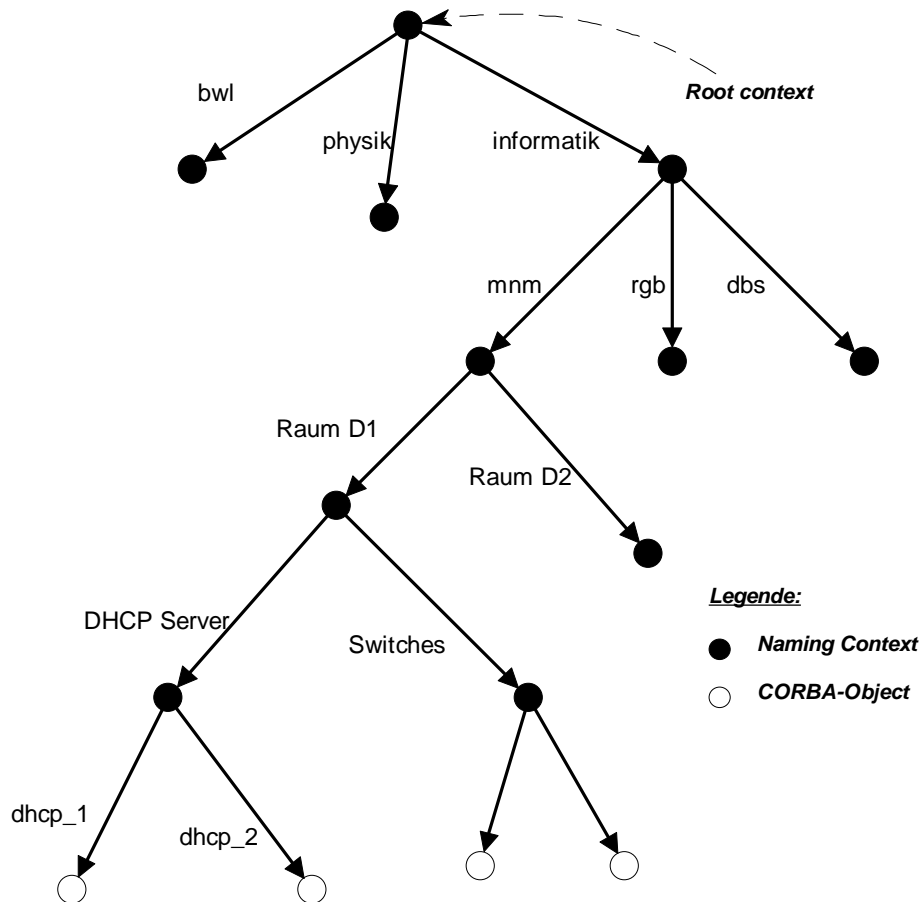 Root context
bwl
physik
informatik
mnm
rgb
dbs
Raum D1
Raum D2
Legende:
DHCP Server
Switches
Naming Context
CORBA-Object
dhcp_1
dhcp_2